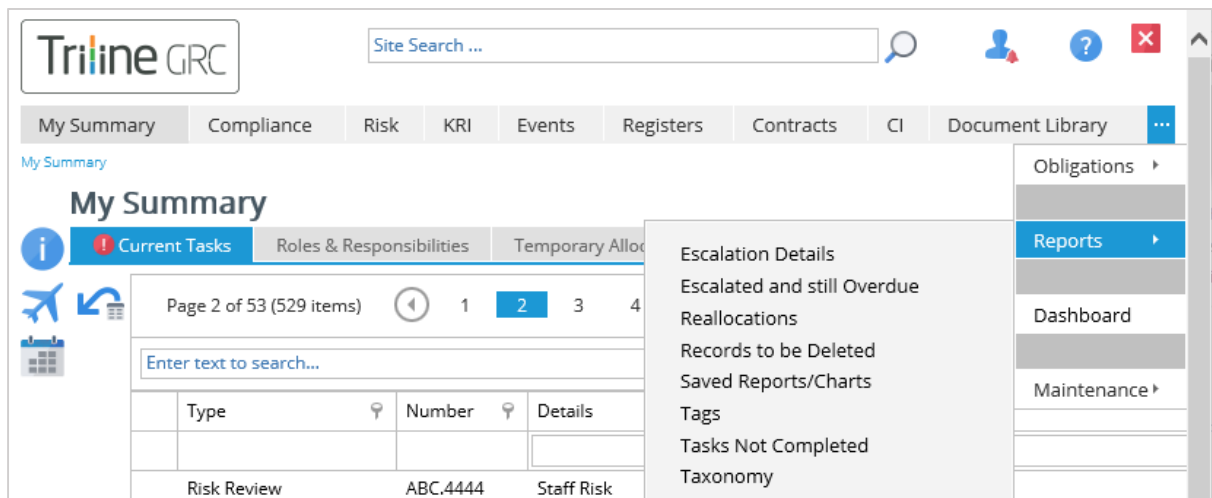 Triline GRC
Site Search ...
?
My Summary Compliance Risk KRI Events Registers Contracts CI Document Library ...
My Summary
Obligations
My Summary
i
! Current Tasks Roles & Responsibilities Temporary Alloc
Reports
Escalation Details
Escalated and still Overdue
Reallocations
Records to be Deleted
Saved Reports/Charts
Tags
Tasks Not Completed
Taxonomy
Page 2 of 53 (529 items) 1 2 3 4
Dashboard
Enter text to search...
Maintenance
Type Number Details
Risk Review ABC.4444 Staff Risk